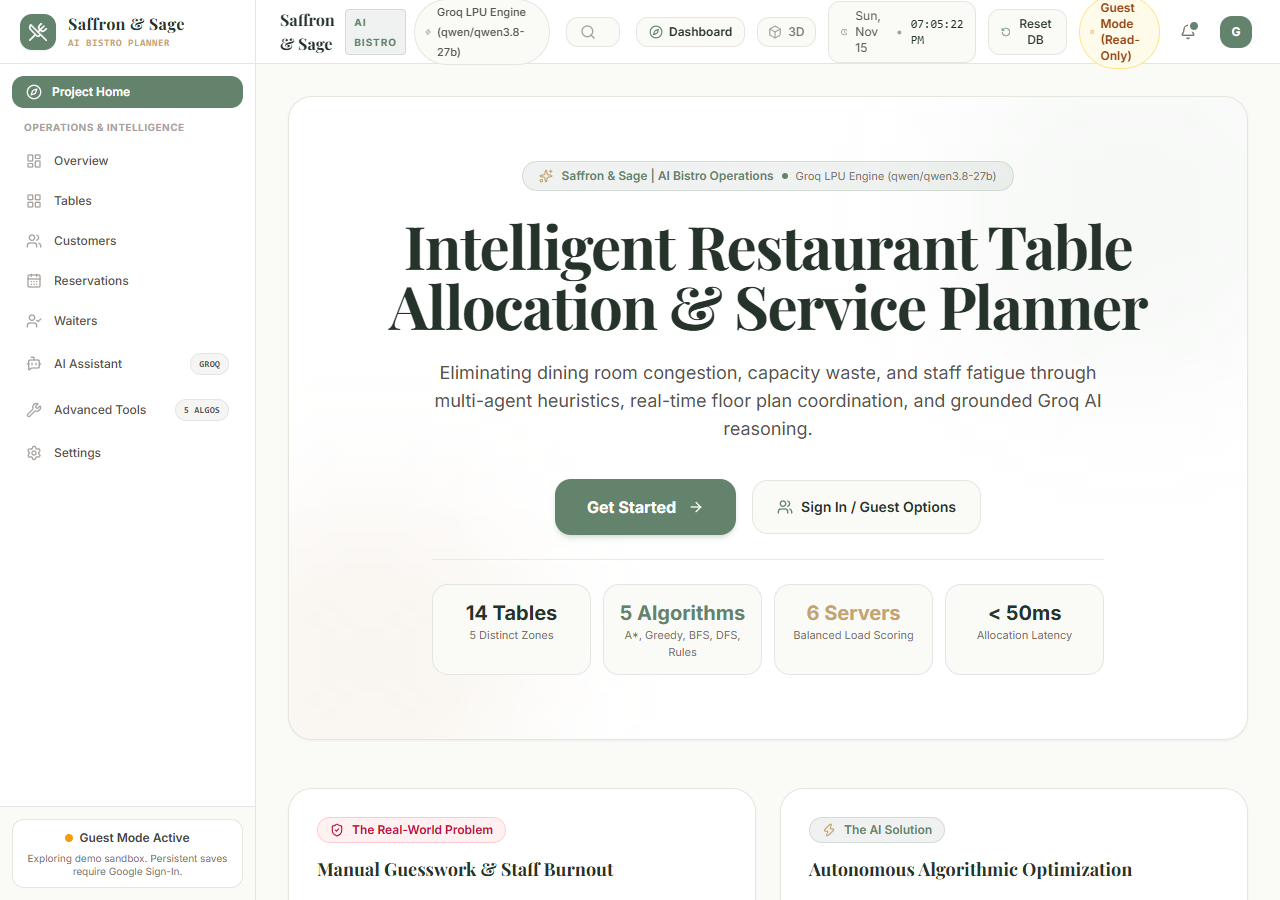 Saffron & Sage
AI BISTRO PLANNER
Saffron
& Sage
AI
BISTRO
Groq LPU Engine
(qwen/qwen3.8-
27b)
Dashboard
3D
Sun,
Nov
15
07:05:22
PM
Reset
DB
Guest
Mode
(Read-
Only)
G
Project Home
OPERATIONS & INTELLIGENCE
Overview
Tables
Customers
Reservations
Waiters
AI Assistant
GROQ
Advanced Tools
5 ALGOS
Settings
Guest Mode Active
Exploring demo sandbox. Persistent saves
require Google Sign-In.
Saffron & Sage | AI Bistro Operations
Groq LPU Engine (qwen/qwen3.8-27b)
Intelligent Restaurant Table
Allocation & Service Planner
Eliminating dining room congestion, capacity waste, and staff fatigue through
multi-agent heuristics, real-time floor plan coordination, and grounded Groq AI
reasoning.
Get Started
Sign In / Guest Options
14 Tables
5 Distinct Zones
5 Algorithms
A*, Greedy, BFS, DFS,
Rules
6 Servers
Balanced Load Scoring
< 50ms
Allocation Latency
The Real-World Problem
Manual Guesswork & Staff Burnout
The AI Solution
Autonomous Algorithmic Optimization